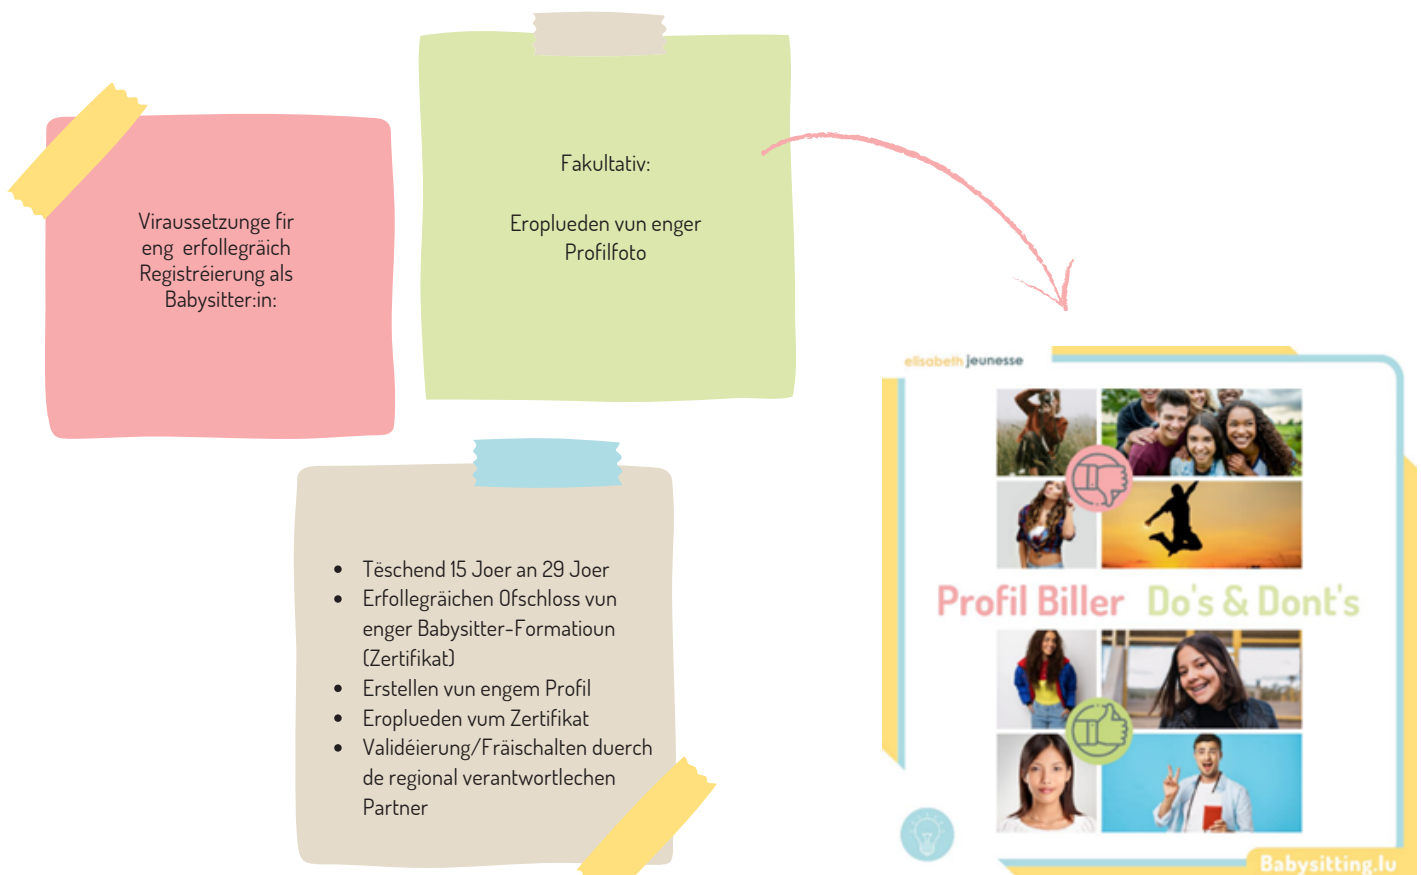 Viraussetzunge fir
eng erfollegräich
Registréierung als
Babysitter:in:
Fakultativ:
Eroplueden vun enger
Profilfoto
• Tëschend 15 Joer an 29 Joer
• Erfollegräichen Ofschloss vun
enger Babysitter-Formatioun
(Zertifikat)
• Erstellen vun engem Profil
• Eroplueden vum Zertifikat
• Validéierung/Fräischalten duerch
de regional verantwortlechen
Partner
elisabeth jeunesse
Profil Biller Do's & Dont's
Babysitting.lu